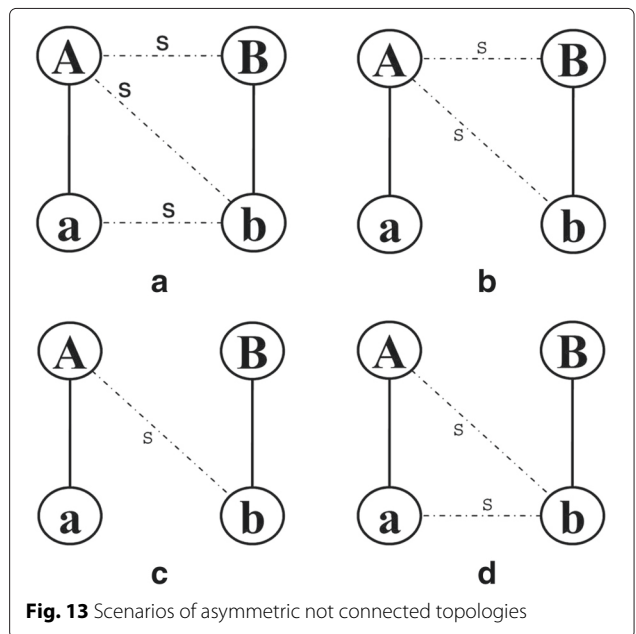 A S B
S
a S b
a
A S B
S
a b
b
A B
S
a b
c
A B
S
a S b
d
Fig. 13 Scenarios of asymmetric not connected topologies